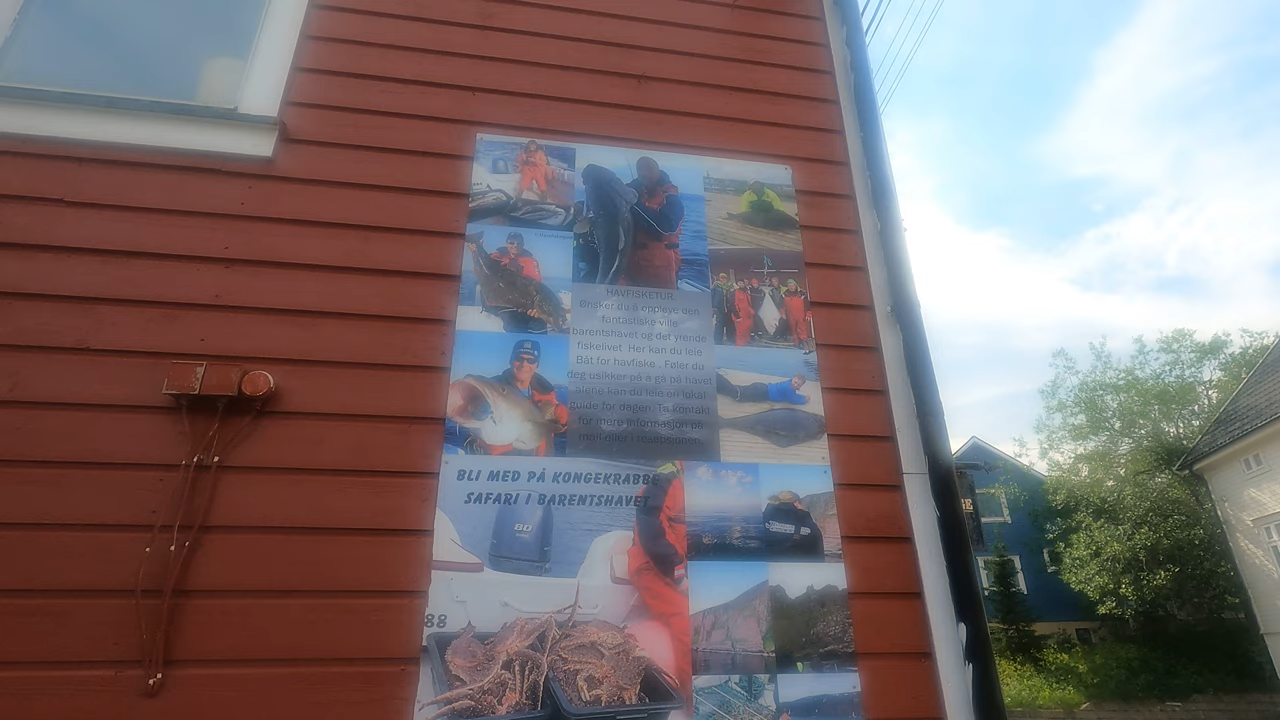 HAVFISKETUR.
Ønsker du å oppleve den
fantastiske ville
barentshavet og det yrende
fiskelivet. Her kan du leie
Båt for havfiske . Føler du
deg usikker på å gå på havet
alene kan du leie en lokal
guide for dagen. Ta kontakt
for mere informasjon på
mail eller i resepsjonen.
BLI MED PÅ KONGEKRABBE
SAFARI I BARENTSHAVET
80
88